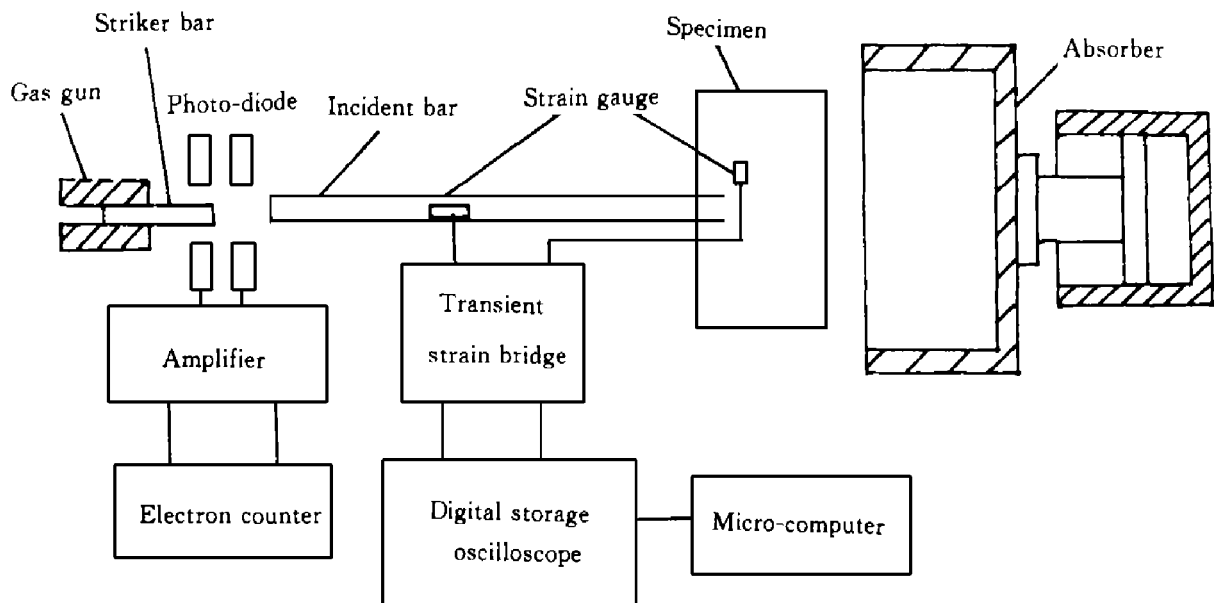 Striker bar
Specimen
Absorber
Gas gun
Photo-diode
Incident bar
Strain gauge
Transient
strain bridge
Amplifier
Electron counter
Digital storage
oscilloscope
Micro-computer